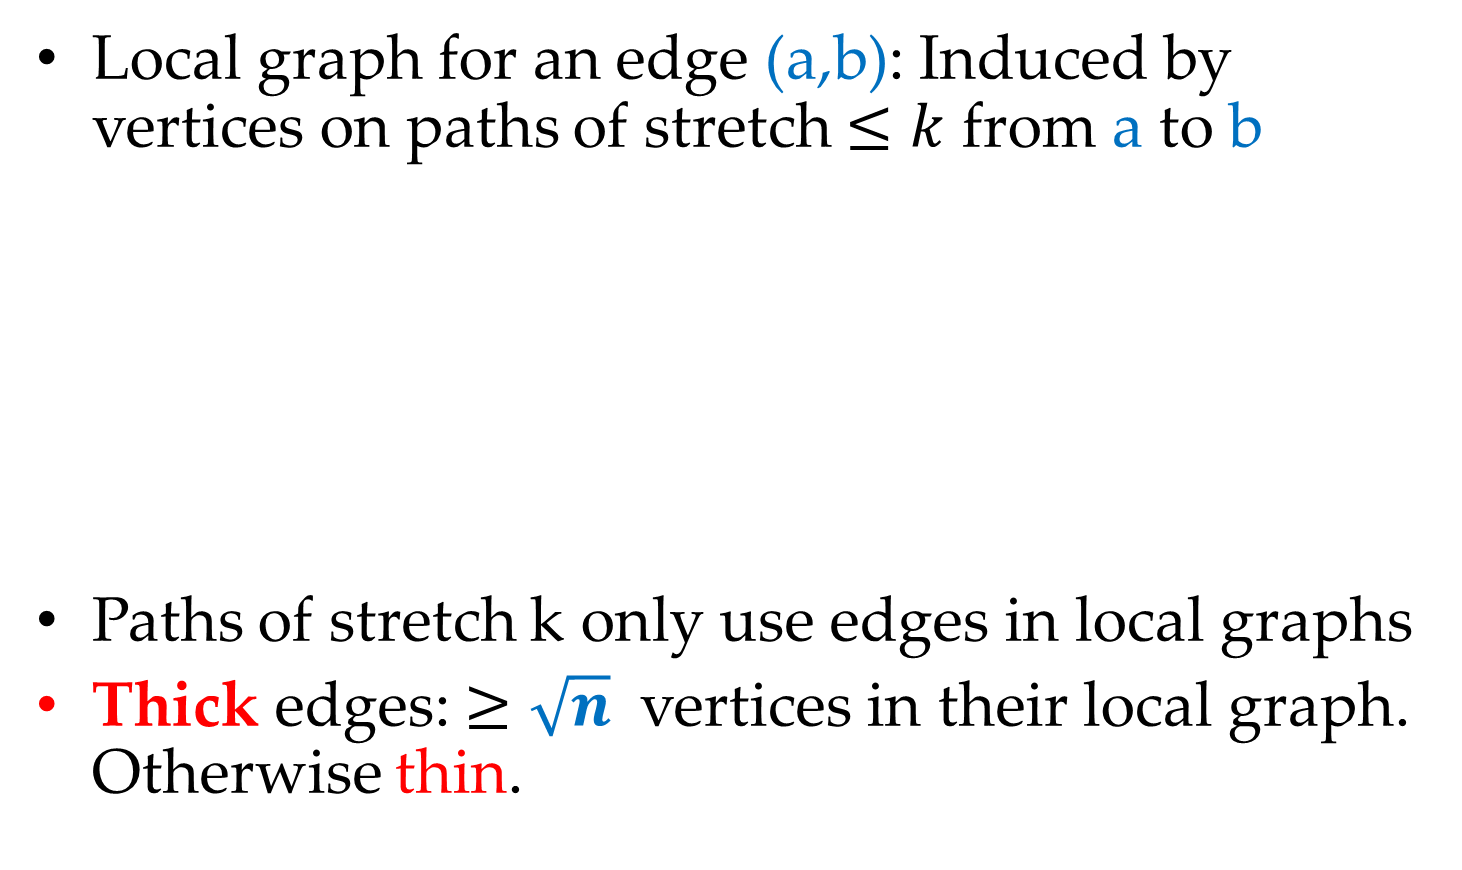 • Local graph for an edge (a,b): Induced by
vertices on paths of stretch ≤ k from a to b
• Paths of stretch k only use edges in local graphs
• Thick edges: ≥ √n vertices in their local graph.
Otherwise thin.